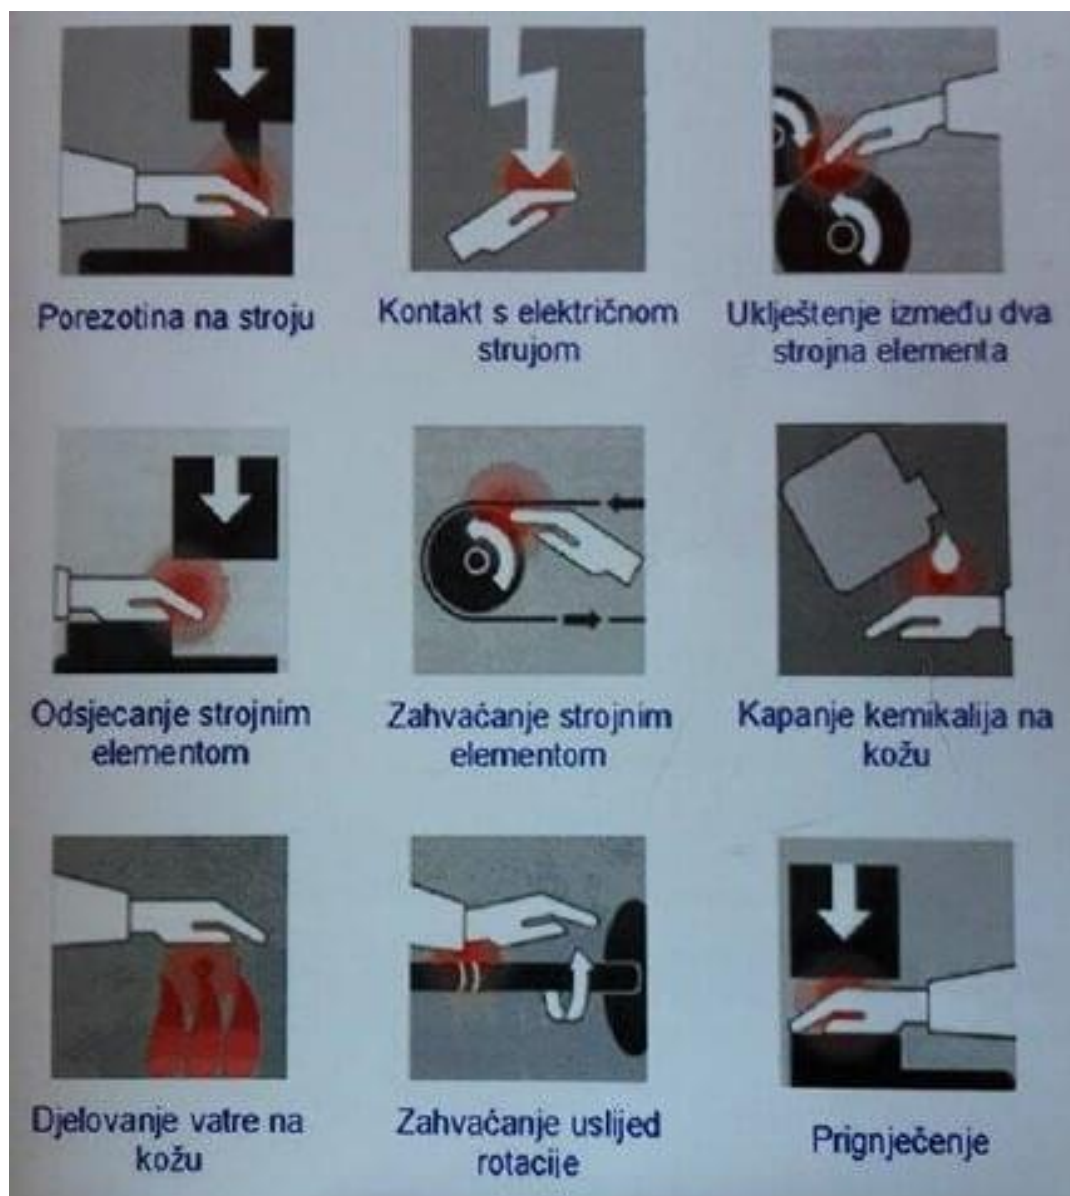 Porezotina na stroju
Kontakt s električnom
strujom
Uklještenje između dva
strojna elementa
Odsjecanje strojnim
elementom
Zahvaćanje strojnim
elementom
Kapanje kemikalija na
kožu
Djelovanje vatre na
kožu
Zahvaćanje uslijed
rotacije
Prignječenje